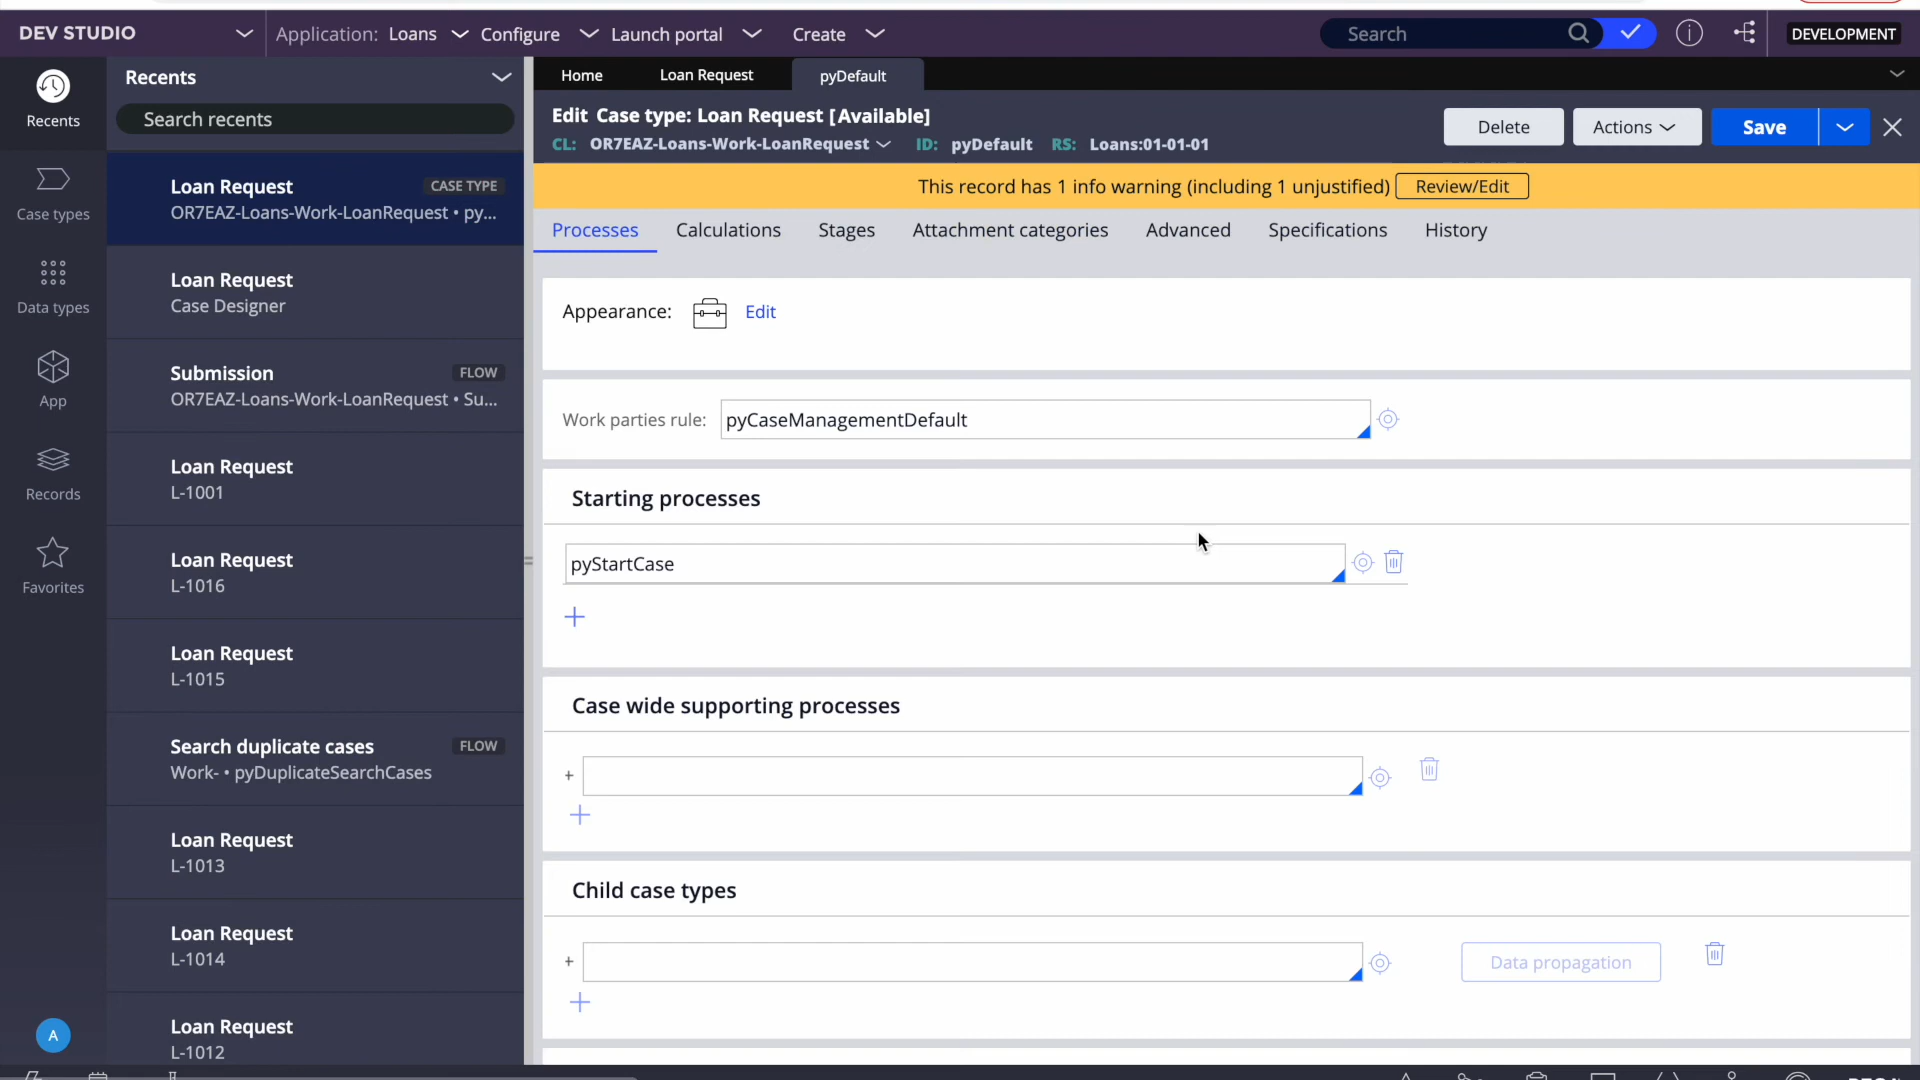 DEV STUDIO
Application: Loans
Configure
Launch portal
Create
Search
DEVELOPMENT
Recents
Case types
Data types
App
Records
Favorites
A
Recents
Search recents
Loan Request
CASE TYPE
OR7EAZ-Loans-Work-LoanRequest • py...
Loan Request
Case Designer
Submission
FLOW
OR7EAZ-Loans-Work-LoanRequest • Su...
Loan Request
L-1001
Loan Request
L-1016
Loan Request
L-1015
Search duplicate cases
FLOW
Work- • pyDuplicateSearchCases
Loan Request
L-1013
Loan Request
L-1014
Loan Request
L-1012
Home
Loan Request
pyDefault
Edit Case type: Loan Request [Available]
CL: OR7EAZ-Loans-Work-LoanRequest ID: pyDefault RS: Loans:01-01-01
Delete
Actions
Save
This record has 1 info warning (including 1 unjustified)
Review/Edit
Processes
Calculations
Stages
Attachment categories
Advanced
Specifications
History
Appearance:
Edit
Work parties rule: pyCaseManagementDefault
Starting processes
pyStartCase
Case wide supporting processes
Child case types
Data propagation